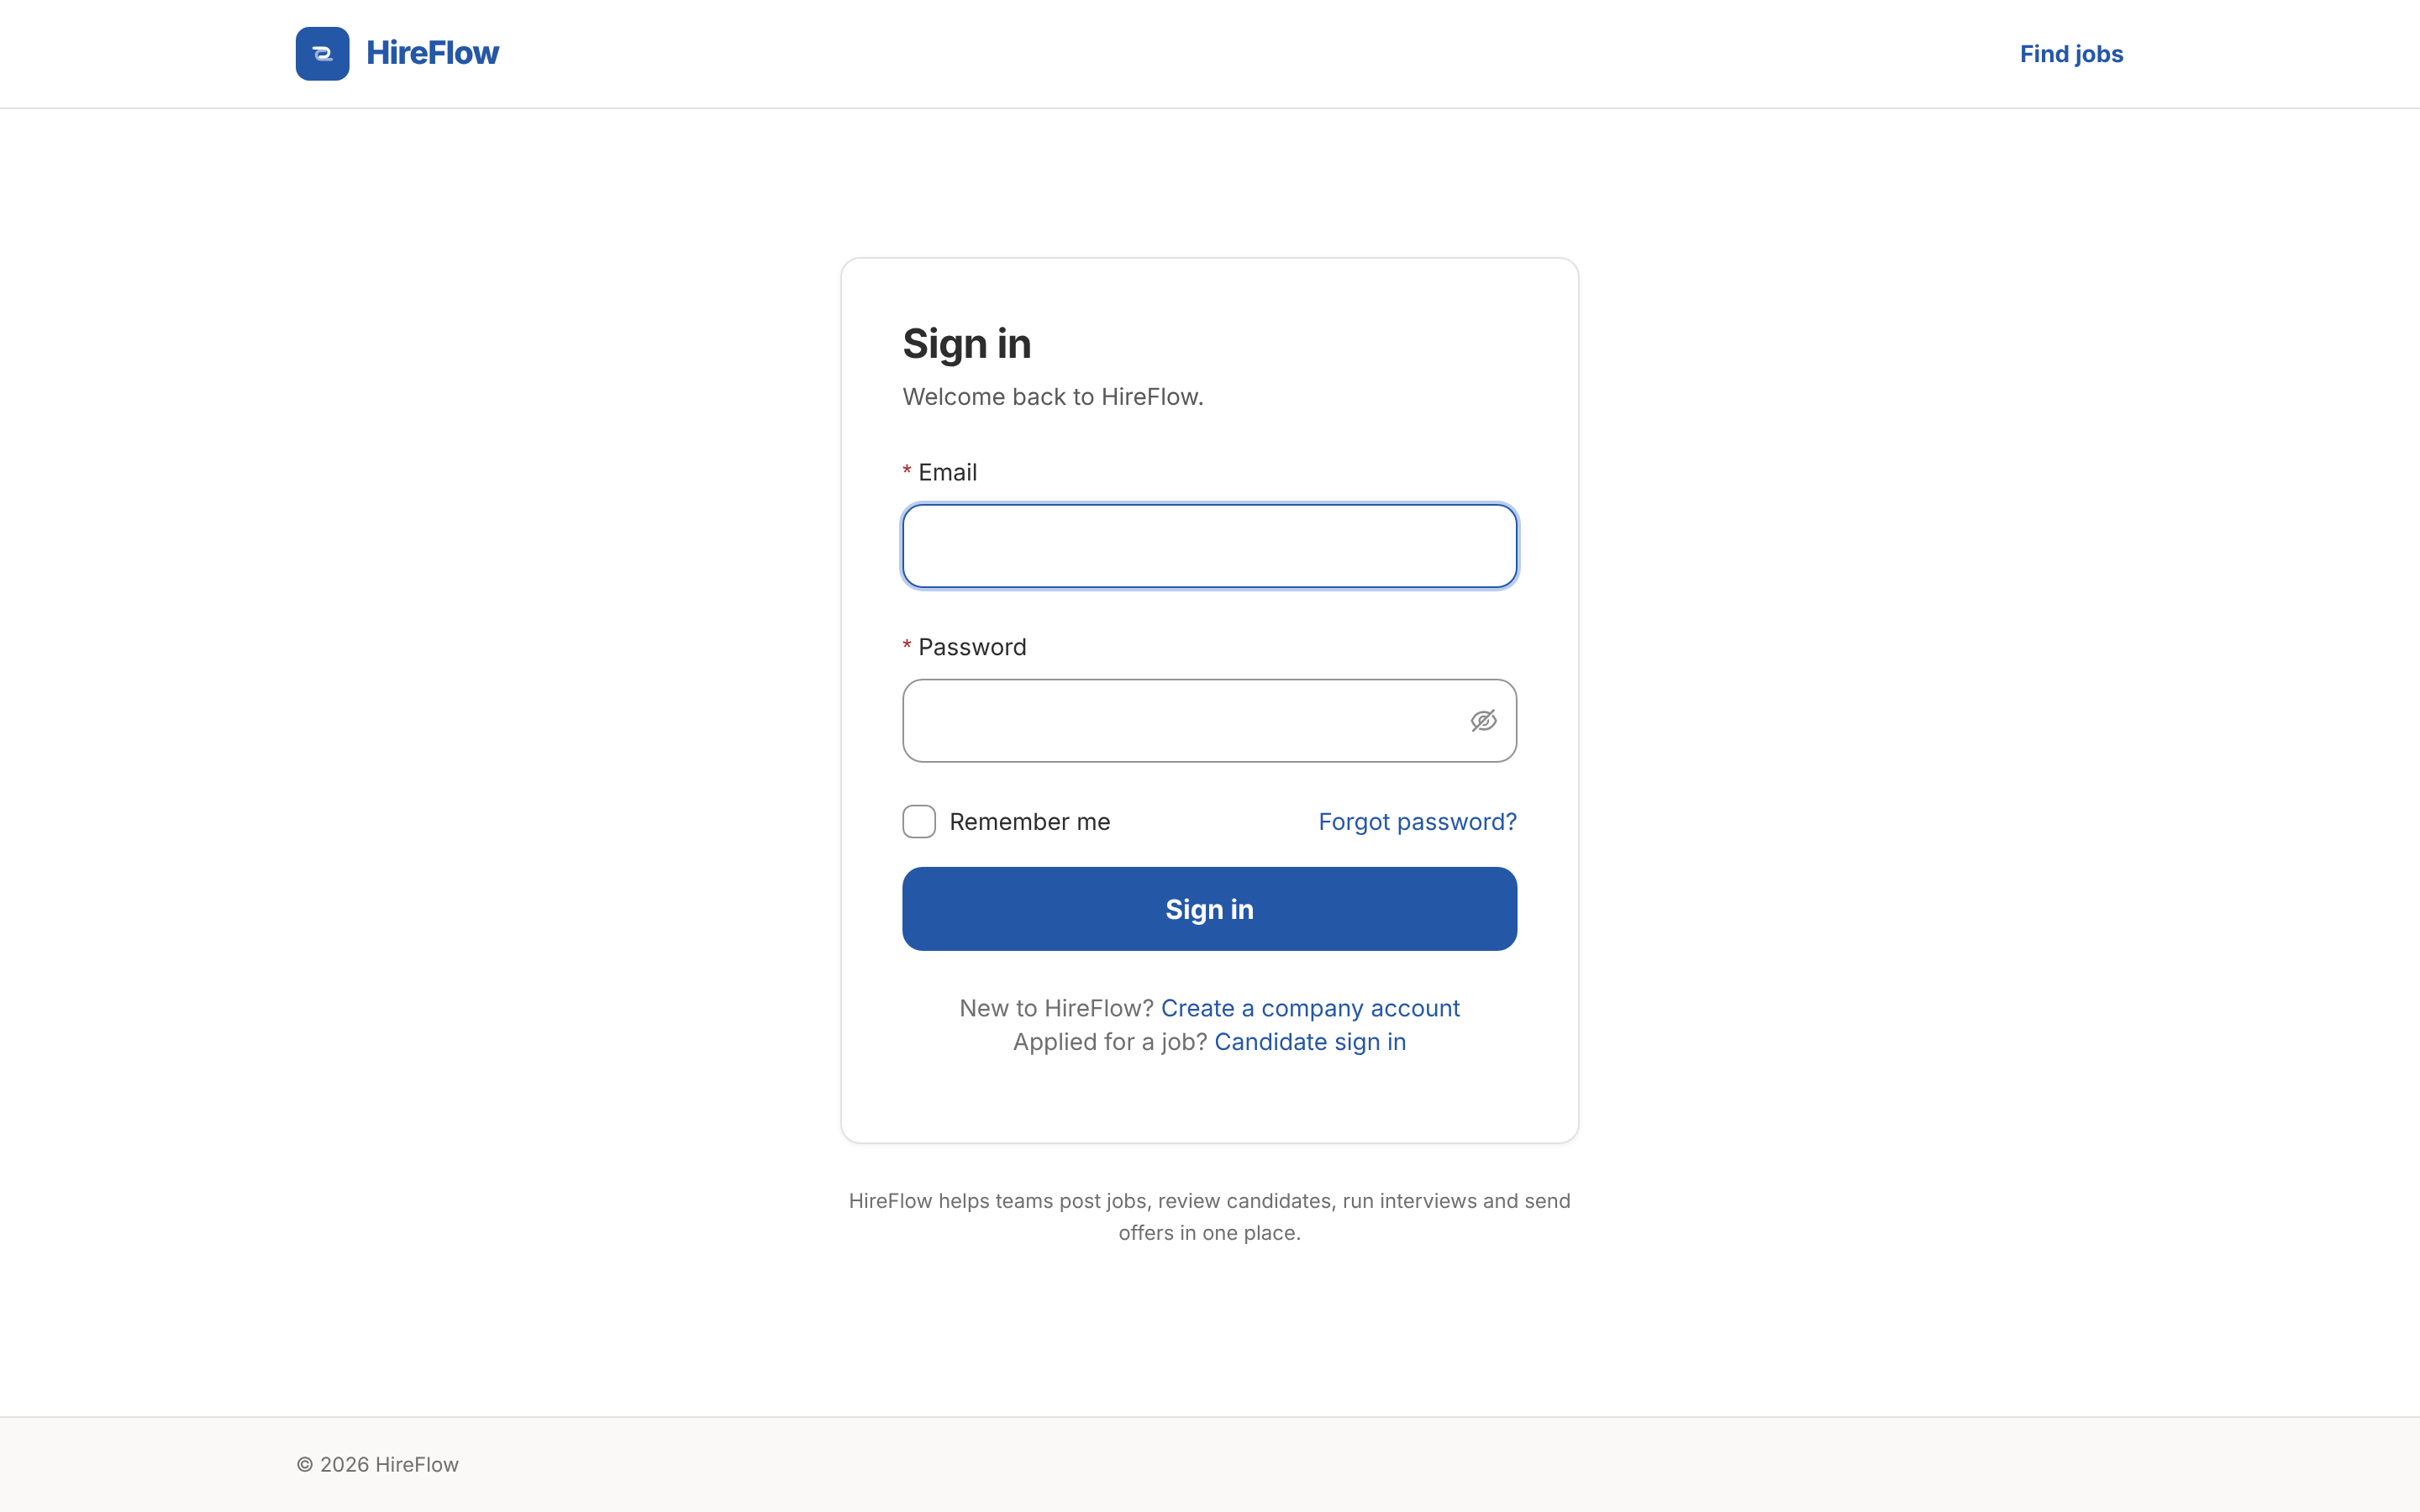 HireFlow
Find jobs
Sign in
Welcome back to HireFlow.
* Email
* Password
Remember me
Forgot password?
Sign in
New to HireFlow? Create a company account
Applied for a job? Candidate sign in
HireFlow helps teams post jobs, review candidates, run interviews and send
offers in one place.
© 2026 HireFlow